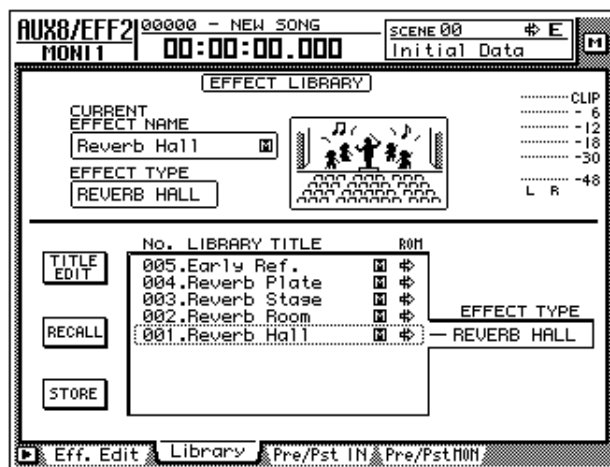 AUX8/EFF2 00000 - NEW SONG SCENE 00 E
MONI 1 00:00:00.000 Initial Data M
EFFECT LIBRARY
CURRENT
EFFECT NAME
Reverb Hall M
EFFECT TYPE
REVERB HALL
CLIP
- 6
-12
-18
-30
-48
L R
No. LIBRARY TITLE ROM
005.Early Ref. M
004.Reverb Plate M
003.Reverb Stage M
002.Reverb Room M
001.Reverb Hall M
TITLE
EDIT
RECALL
STORE
EFFECT TYPE
REVERB HALL
Eff. Edit Library Pre/Pst IN Pre/PstMON